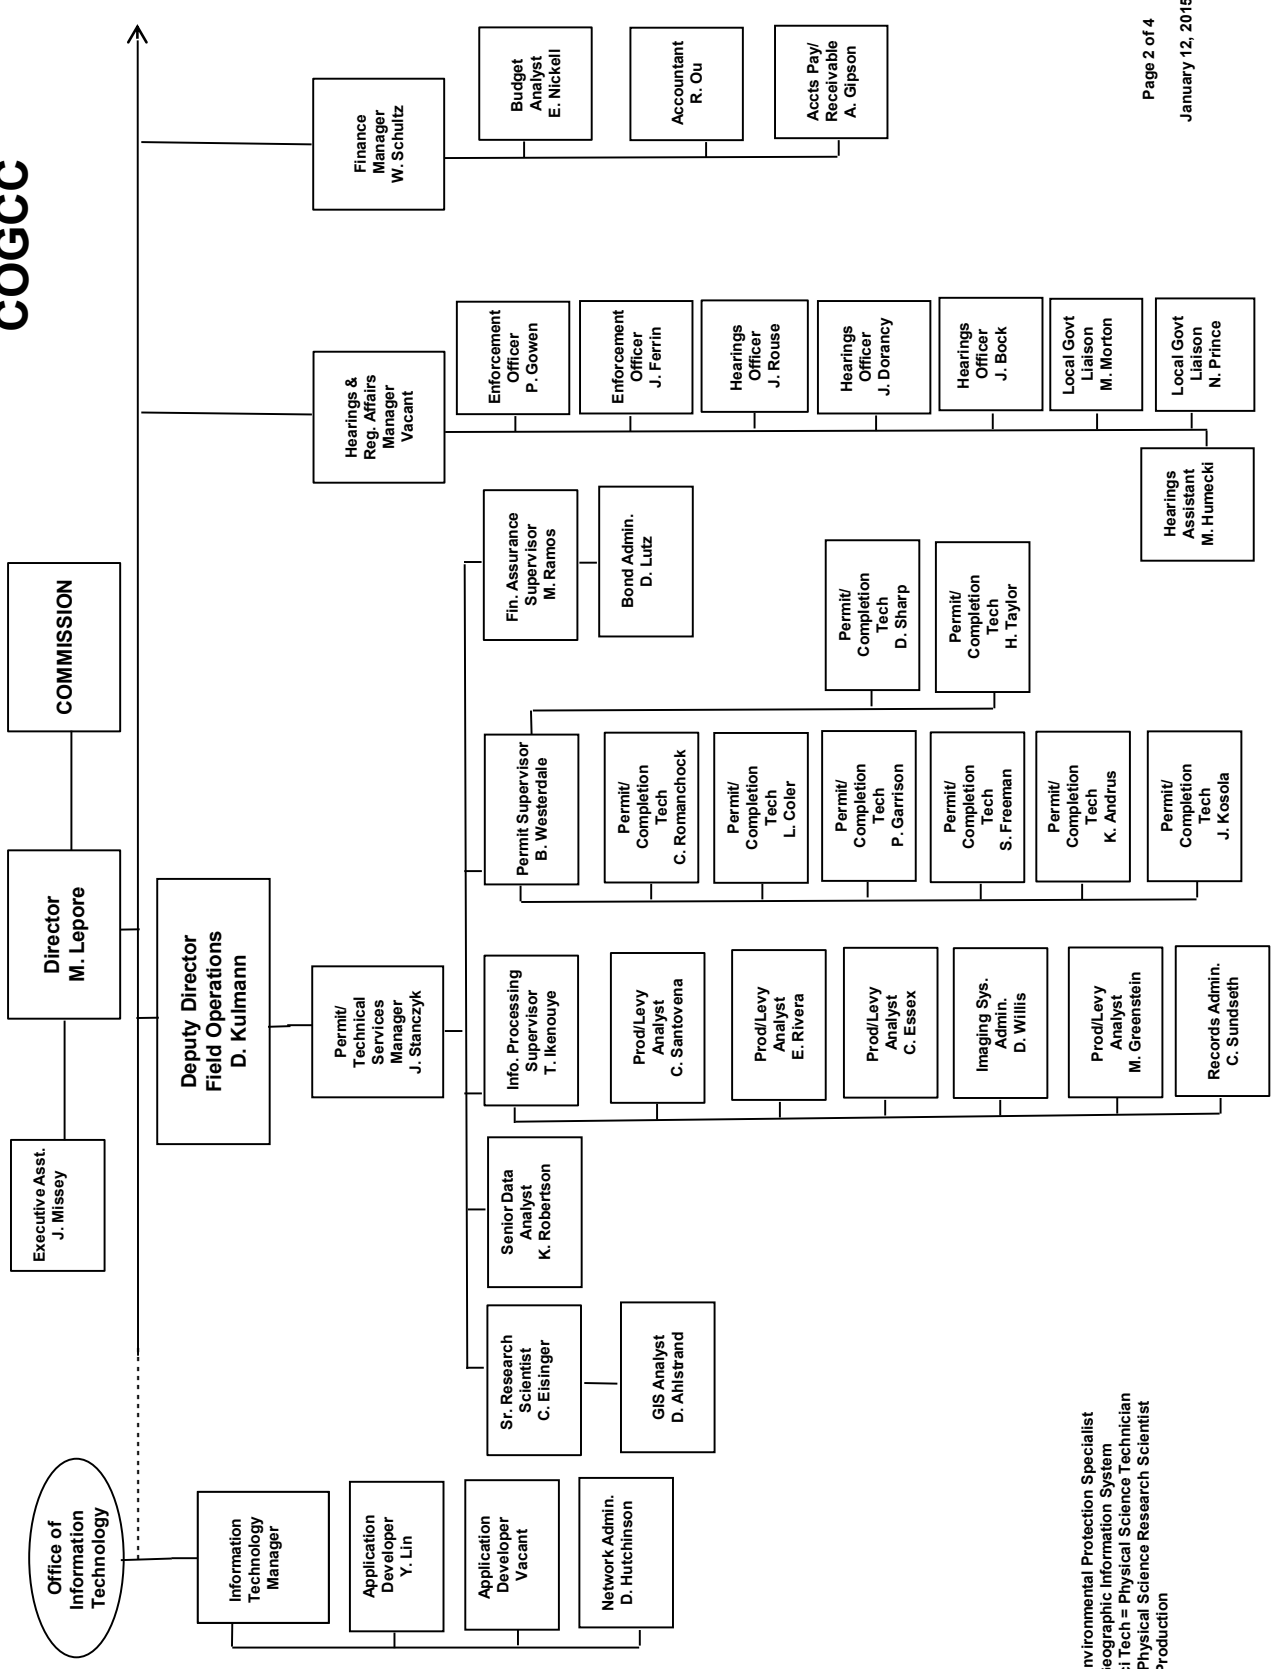 COGCC
COMMISSION
Director
M. Lepore
Executive Asst.
J. Missey
Office of
Information
Technology
Deputy Director
Field Operations
D. Kulmann
Information
Technology
Manager
Application
Developer
Y. Lin
Application
Developer
Vacant
Network Admin.
D. Hutchinson
Permit/
Technical
Services
Manager
J. Stanczyk
Hearings &
Reg. Affairs
Manager
Vacant
Finance
Manager
W. Schultz
Sr. Research
Scientist
C. Eisinger
GIS Analyst
D. Ahlstrand
Senior Data
Analyst
K. Robertson
Info. Processing
Supervisor
T. Ikenouye
Prod/Levy
Analyst
C. Santovena
Prod/Levy
Analyst
E. Rivera
Prod/Levy
Analyst
C. Essex
Imaging Sys.
Admin.
D. Willis
Prod/Levy
Analyst
M. Greenstein
Records Admin.
C. Sundseth
Permit Supervisor
B. Westerdale
Permit/
Completion
Tech
C. Romanchock
Permit/
Completion
Tech
L. Coler
Permit/
Completion
Tech
P. Garrison
Permit/
Completion
Tech
S. Freeman
Permit/
Completion
Tech
K. Andrus
Permit/
Completion
Tech
J. Kosola
Permit/
Completion
Tech
D. Sharp
Permit/
Completion
Tech
H. Taylor
Fin. Assurance
Supervisor
M. Ramos
Bond Admin.
D. Lutz
Enforcement
Officer
P. Gowen
Enforcement
Officer
J. Ferrin
Hearings
Officer
J. Rouse
Hearings
Officer
J. Dorancy
Hearings
Officer
J. Bock
Local Govt
Liaison
M. Morton
Local Govt
Liaison
N. Prince
Hearings
Assistant
M. Humecki
Budget
Analyst
E. Nickell
Accountant
R. Ou
Accts Pay/
Receivable
A. Gipson
nvironmental Protection Specialist
eographic Information System
ci Tech = Physical Science Technician
Physical Science Research Scientist
Production
Page 2 of 4
January 12, 2015